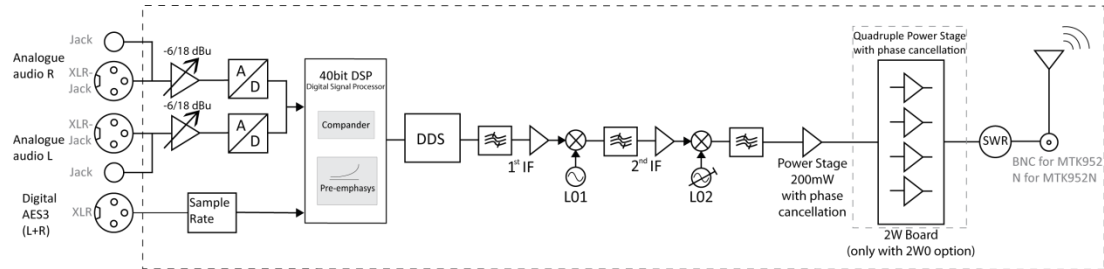 Jack
Analogue
audio R
XLR-
Jack
-6/18 dBu
A
D
-6/18 dBu
XLR-
Jack
Analogue
audio L
Jack
A
D
Digital
AES3
(L+R)
XLR
Sample
Rate
40bit DSP
Digital Signal Processor
Compander
Pre-emphasys
DDS
1st IF
L01
2nd IF
L02
Power Stage
200mW
with phase
cancellation
Quadruple Power Stage
with phase cancellation
2W Board
(only with 2W0 option)
SWR
BNC for MTK952
N for MTK952N